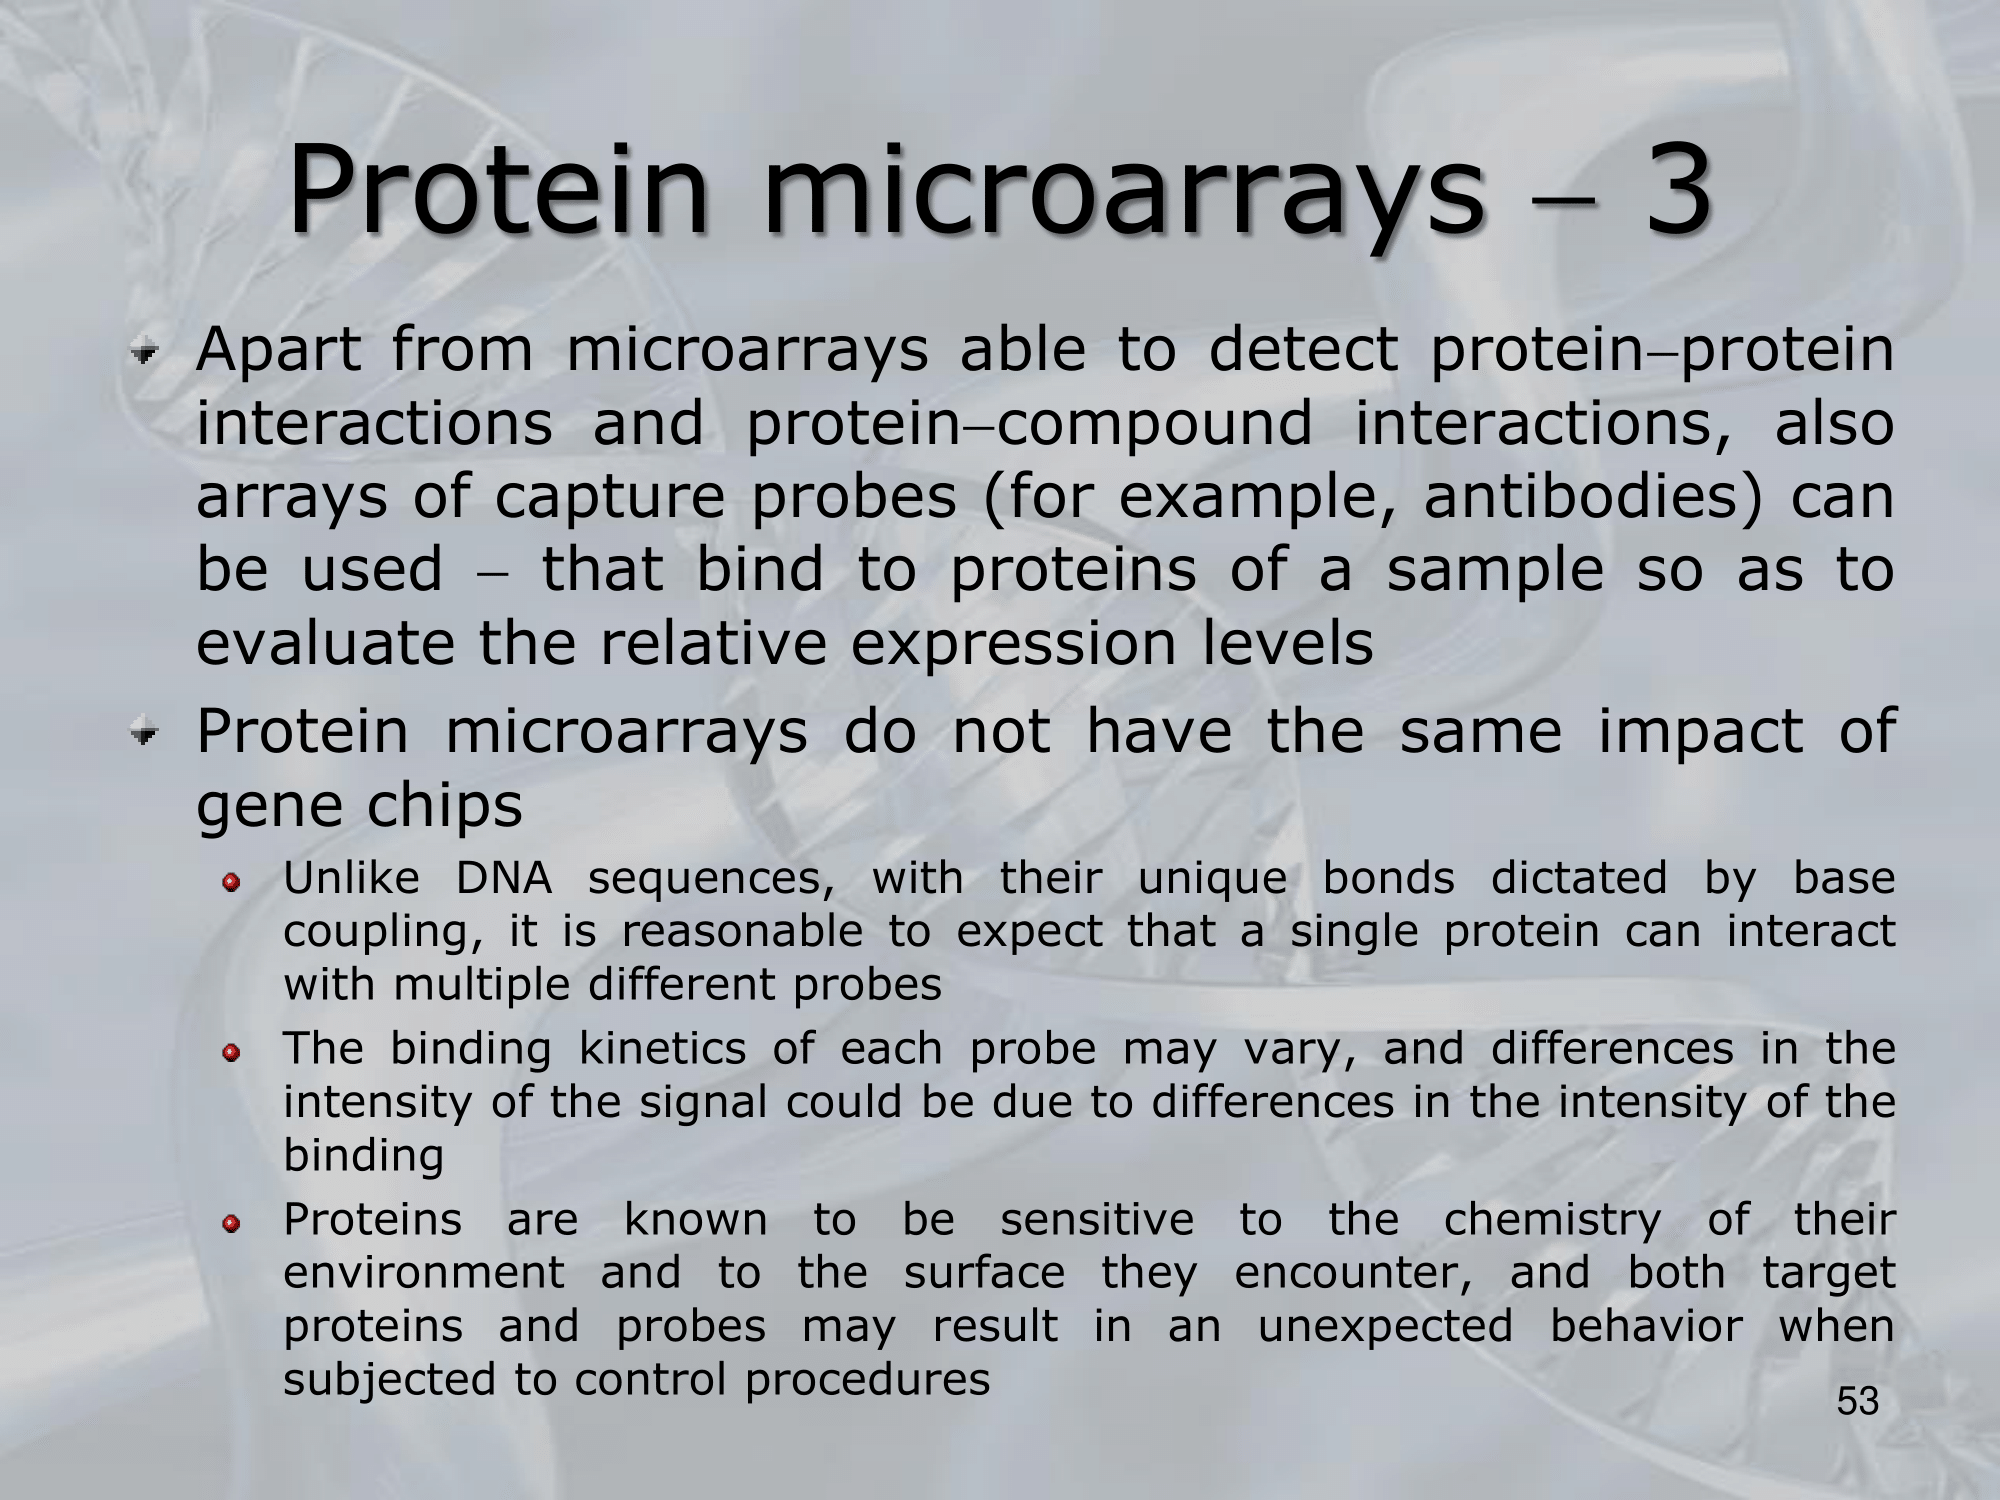 Protein microarrays – 3
Apart from microarrays able to detect protein–protein
interactions and protein–compound interactions, also
arrays of capture probes (for example, antibodies) can
be used – that bind to proteins of a sample so as to
evaluate the relative expression levels
Protein microarrays do not have the same impact of
gene chips
Unlike DNA sequences, with their unique bonds dictated by base
coupling, it is reasonable to expect that a single protein can interact
with multiple different probes
The binding kinetics of each probe may vary, and differences in the
intensity of the signal could be due to differences in the intensity of the
binding
Proteins are known to be sensitive to the chemistry of their
environment and to the surface they encounter, and both target
proteins and probes may result in an unexpected behavior when
subjected to control procedures
53